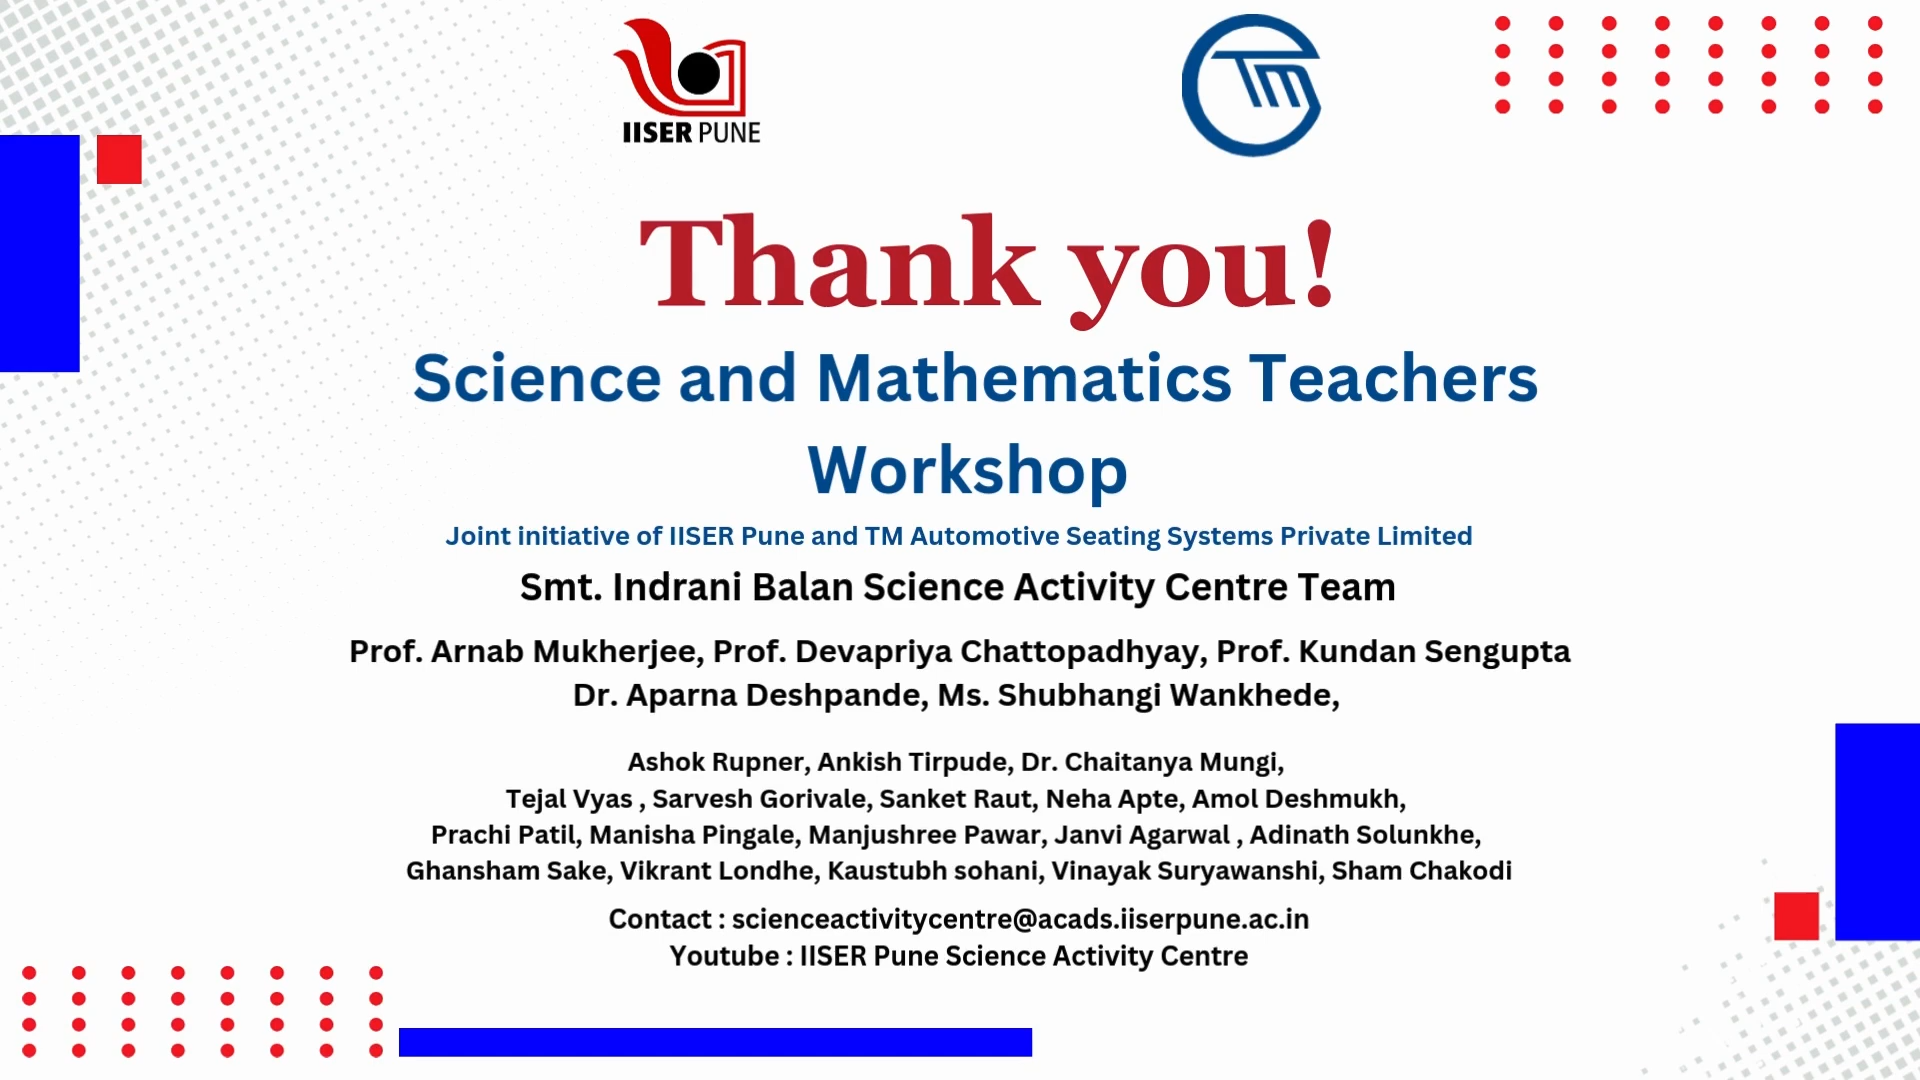 IISER PUNE
TM
Thank you!
Science and Mathematics Teachers
Workshop
Joint initiative of IISER Pune and TM Automotive Seating Systems Private Limited
Smt. Indrani Balan Science Activity Centre Team
Prof. Arnab Mukherjee, Prof. Devapriya Chattopadhyay, Prof. Kundan Sengupta
Dr. Aparna Deshpande, Ms. Shubhangi Wankhede,
Ashok Rupner, Ankish Tirpude, Dr. Chaitanya Mungi,
Tejal Vyas , Sarvesh Gorivale, Sanket Raut, Neha Apte, Amol Deshmukh,
Prachi Patil, Manisha Pingale, Manjushree Pawar, Janvi Agarwal , Adinath Solunkhe,
Ghansham Sake, Vikrant Londhe, Kaustubh sohani, Vinayak Suryawanshi, Sham Chakodi
Contact : scienceactivitycentre@acads.iiserpune.ac.in
Youtube : IISER Pune Science Activity Centre